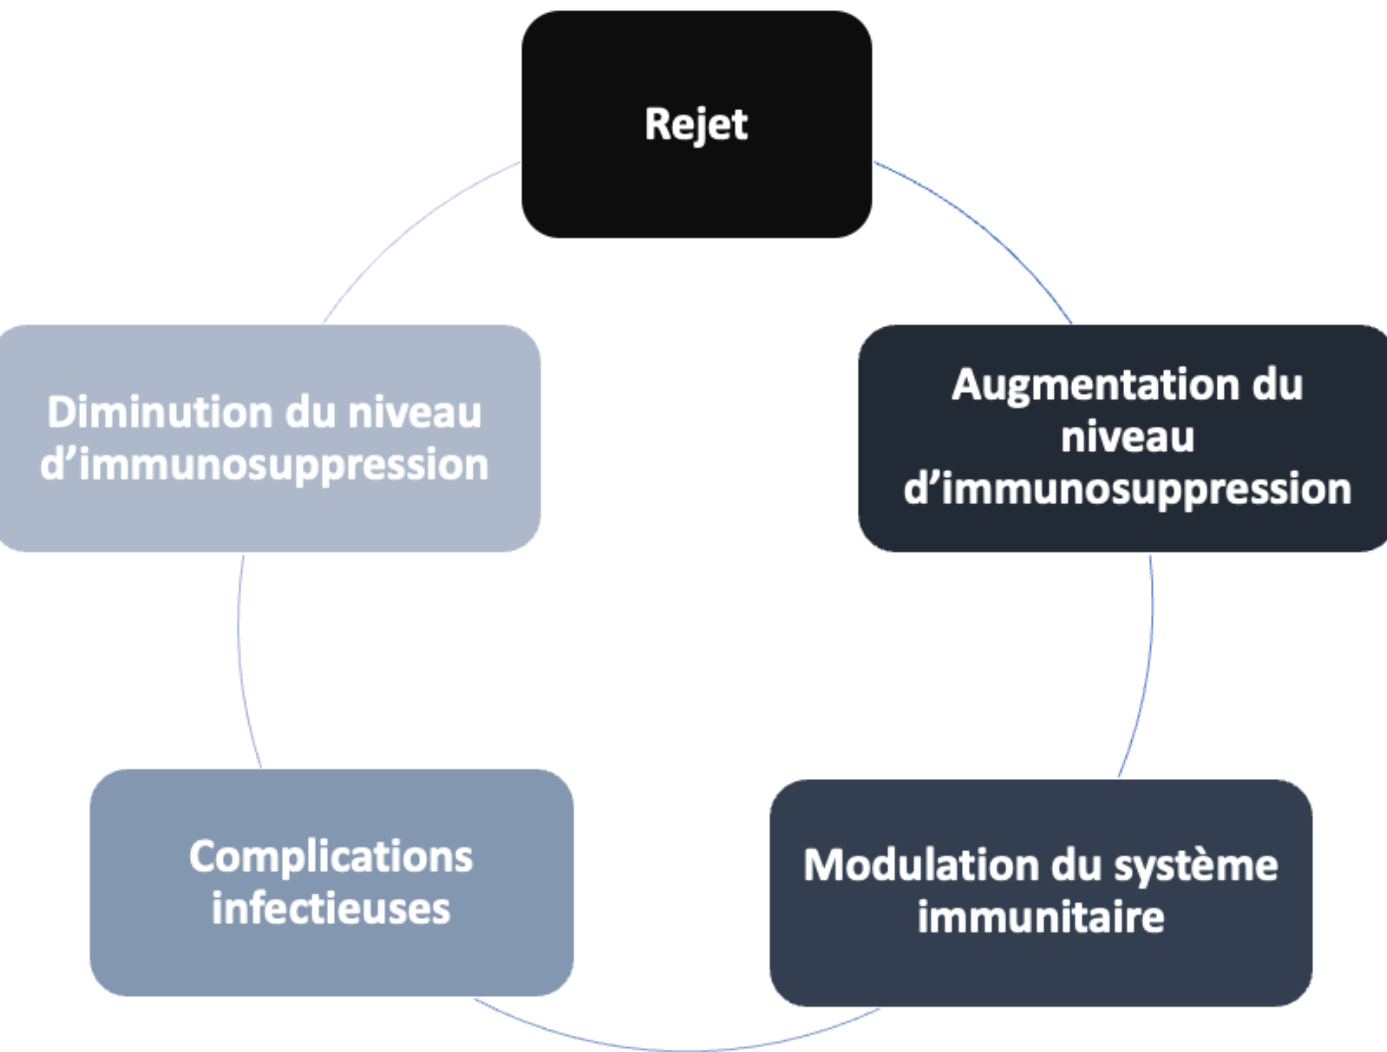 Rejet
Augmentation du
niveau
d’immunosuppression
Modulation du système
immunitaire
Complications
infectieuses
Diminution du niveau
d’immunosuppression